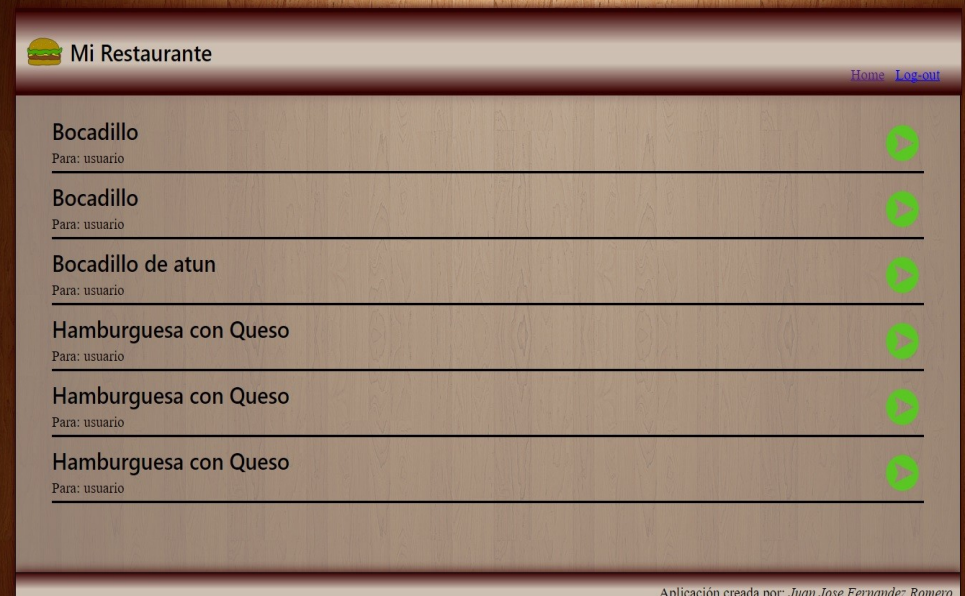 Mi Restaurante
Home Log-out
Bocadillo
Para: usuario
Bocadillo
Para: usuario
Bocadillo de atun
Para: usuario
Hamburguesa con Queso
Para: usuario
Hamburguesa con Queso
Para: usuario
Hamburguesa con Queso
Para: usuario
Aplicación creada por: Juan Jose Fernandez Romero